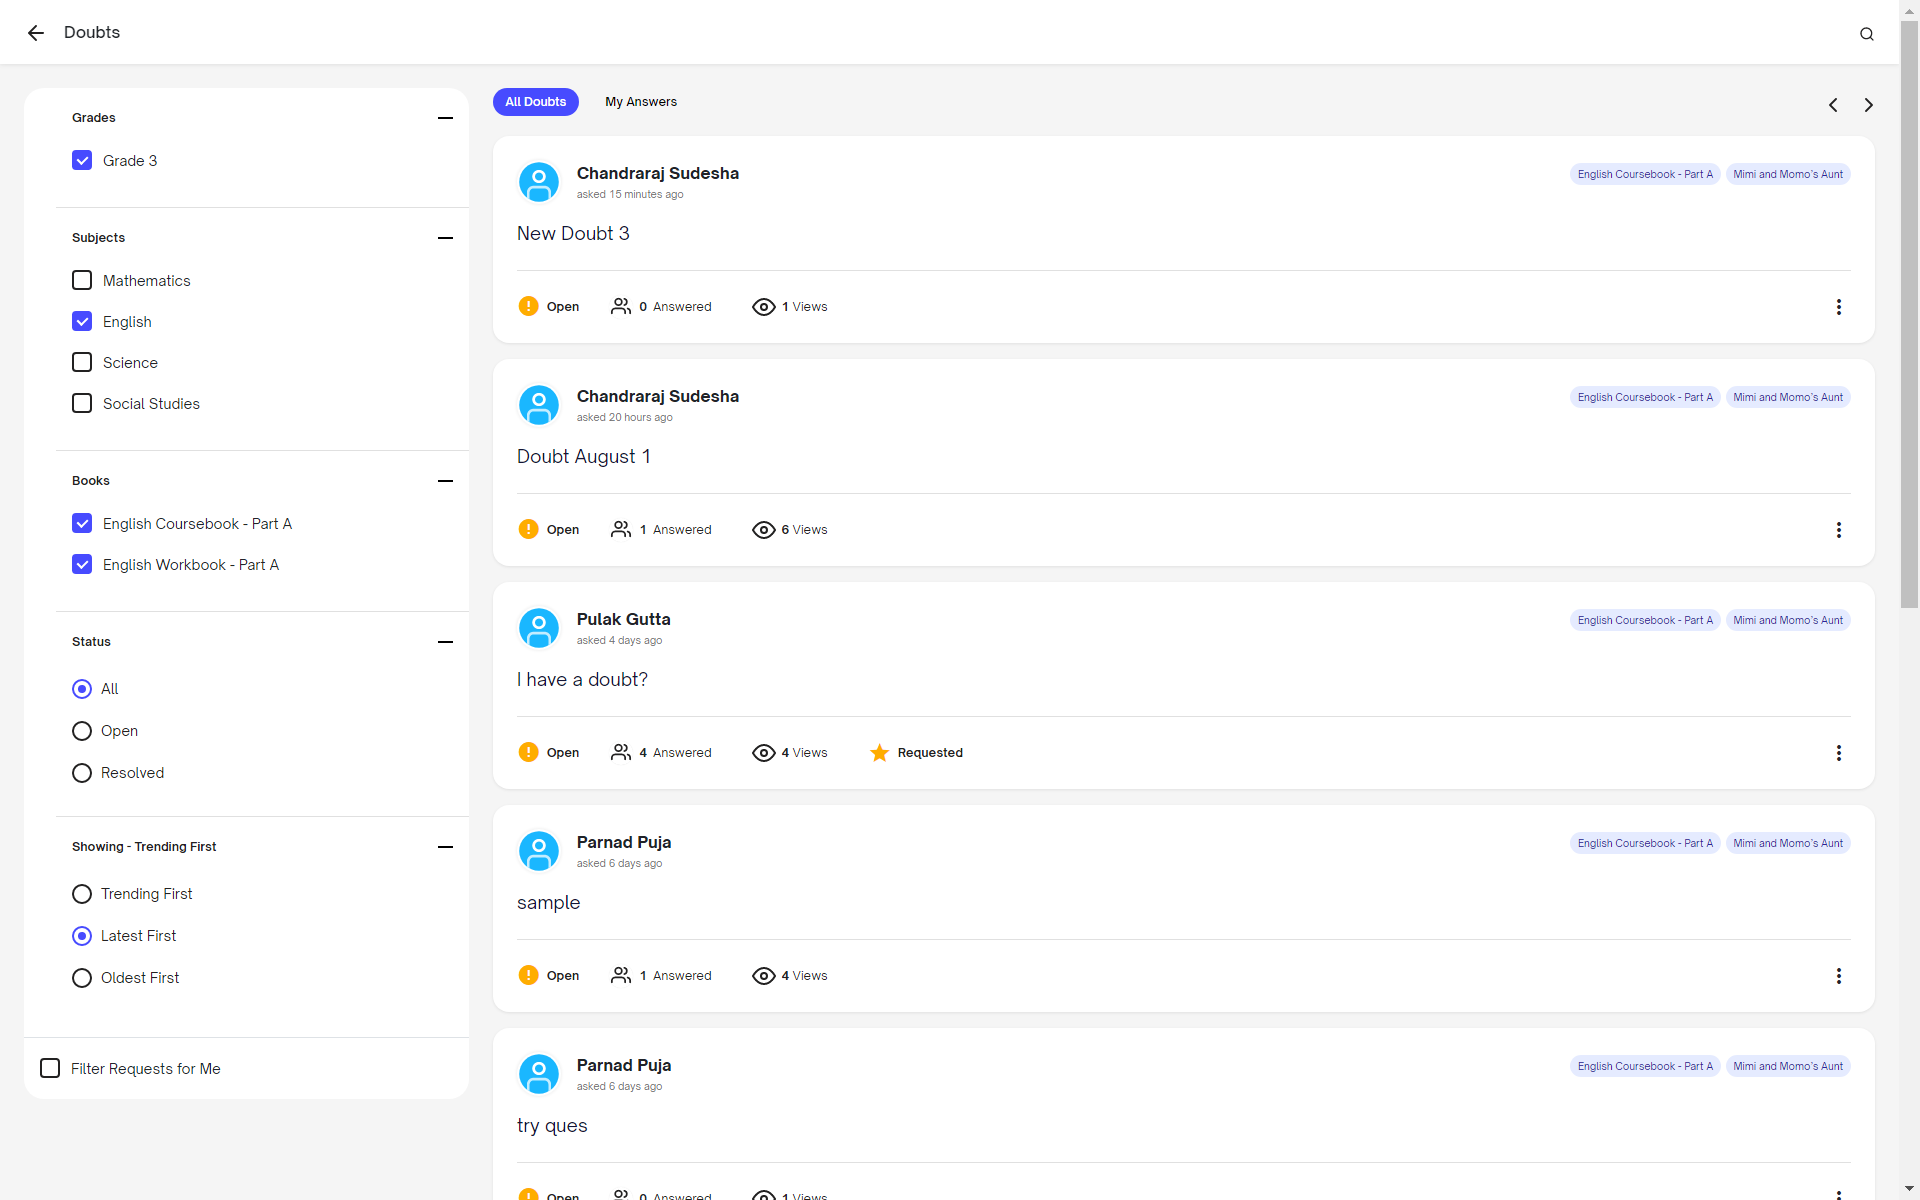 Doubts
Grades
Grade 3
Subjects
Mathematics
English
Science
Social Studies
Books
English Coursebook - Part A
English Workbook - Part A
Status
All
Open
Resolved
Showing - Trending First
Trending First
Latest First
Oldest First
Filter Requests for Me
All Doubts My Answers
Chandraraj Sudesha English Coursebook - Part A Mimi and Momo's Aunt
asked 15 minutes ago
New Doubt 3
Open 0 Answered 1 Views
Chandraraj Sudesha English Coursebook - Part A Mimi and Momo's Aunt
asked 20 hours ago
Doubt August 1
Open 1 Answered 6 Views
Pulak Gutta English Coursebook - Part A Mimi and Momo's Aunt
asked 4 days ago
I have a doubt?
Open 4 Answered 4 Views Requested
Parnad Puja English Coursebook - Part A Mimi and Momo's Aunt
asked 6 days ago
sample
Open 1 Answered 4 Views
Parnad Puja English Coursebook - Part A Mimi and Momo's Aunt
asked 6 days ago
try ques
Open 0 Answered 1 Views